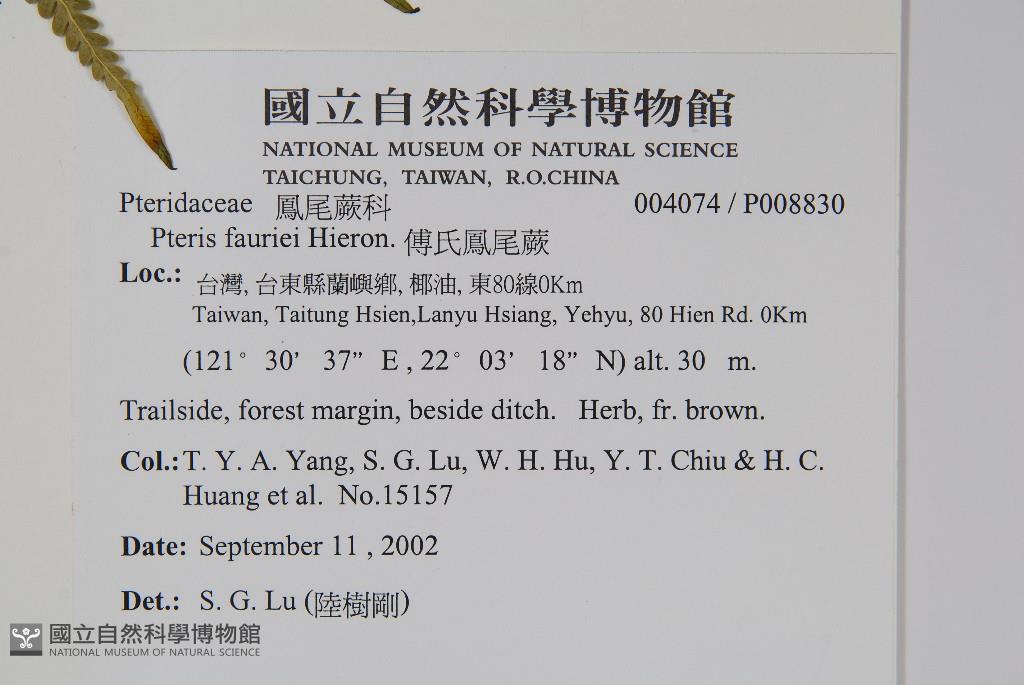 國立自然科學博物館
NATIONAL MUSEUM OF NATURAL SCIENCE
TAICHUNG, TAIWAN, R.O.CHINA
Pteridaceae 鳳尾蕨科 004074 / P008830
Pteris fauriei Hieron. 傅氏鳳尾蕨
Loc.: 台灣, 台東縣蘭嶼鄉, 椰油, 東80線0Km
Taiwan, Taitung Hsien,Lanyu Hsiang, Yehyu, 80 Hien Rd. 0Km
(121° 30’ 37” E , 22° 03’ 18” N) alt. 30 m.
Trailside, forest margin, beside ditch. Herb, fr. brown.
Col.: T. Y. A. Yang, S. G. Lu, W. H. Hu, Y. T. Chiu & H. C.
Huang et al. No.15157
Date: September 11 , 2002
Det.: S. G. Lu (陸樹剛)
國立自然科學博物館
NATIONAL MUSEUM OF NATURAL SCIENCE